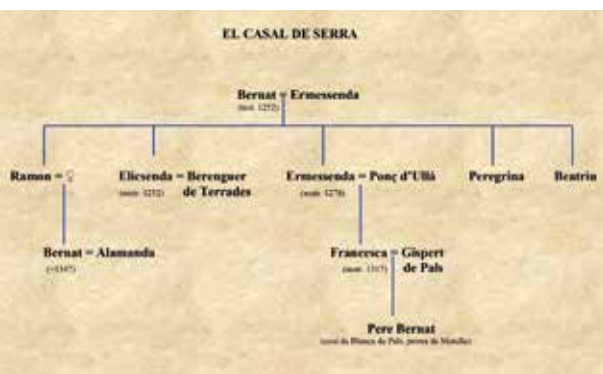 EL CASAL DE SERRA
Bernat = Ermessenda
Ramon = ♀
Elicsenda = Berenguer
de Terrades
Ermessenda = Ponç d'Ullà
Peregrina
Beatriu
Bernat = Alamanda
Francesca = Gispert
de Pals
Pere Bernat